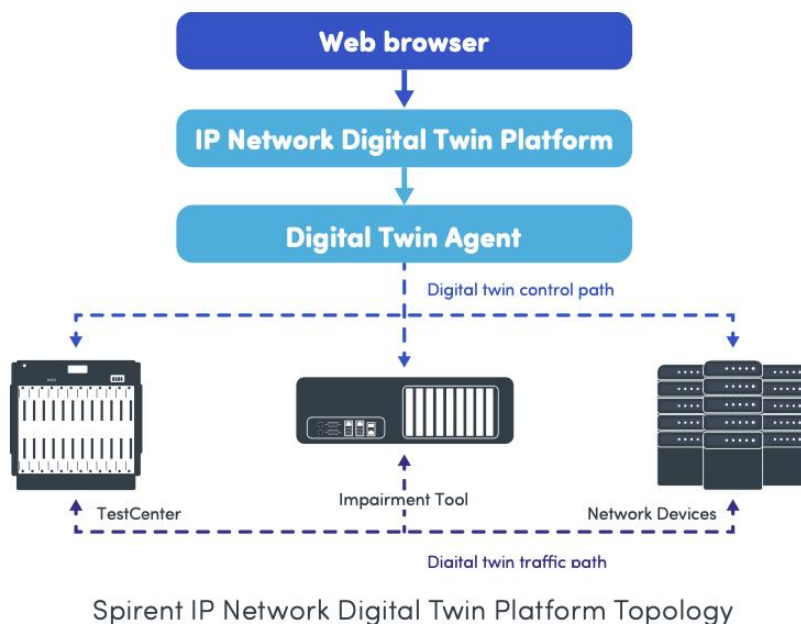 Web browser
IP Network Digital Twin Platform
Digital Twin Agent
Digital twin control path
TestCenter
Impairment Tool
Network Devices
Digital twin traffic path
Spirent IP Network Digital Twin Platform Topology